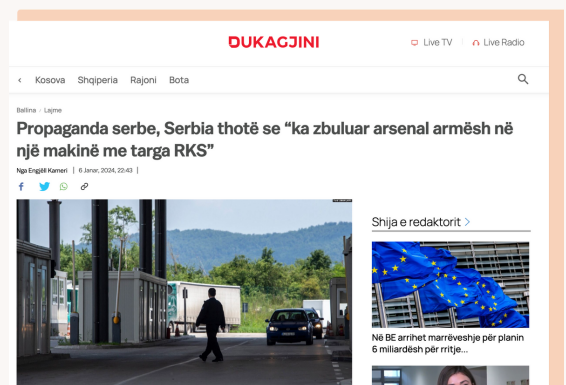 DUKAGJINI
Live TV
Live Radio
Kosova Shqiperia Rajoni Bota
Ballina / Lajme
Propaganda serbe, Serbia thotë se “ka zbuluar arsenal armësh në
një makinë me targa RKS”
Nga Engjëll Kameri | 6 Janar, 2024, 22:43 |
Shija e redaktorit >
Në BE arrihet marrëveshje për planin
6 miliardësh për rritje...